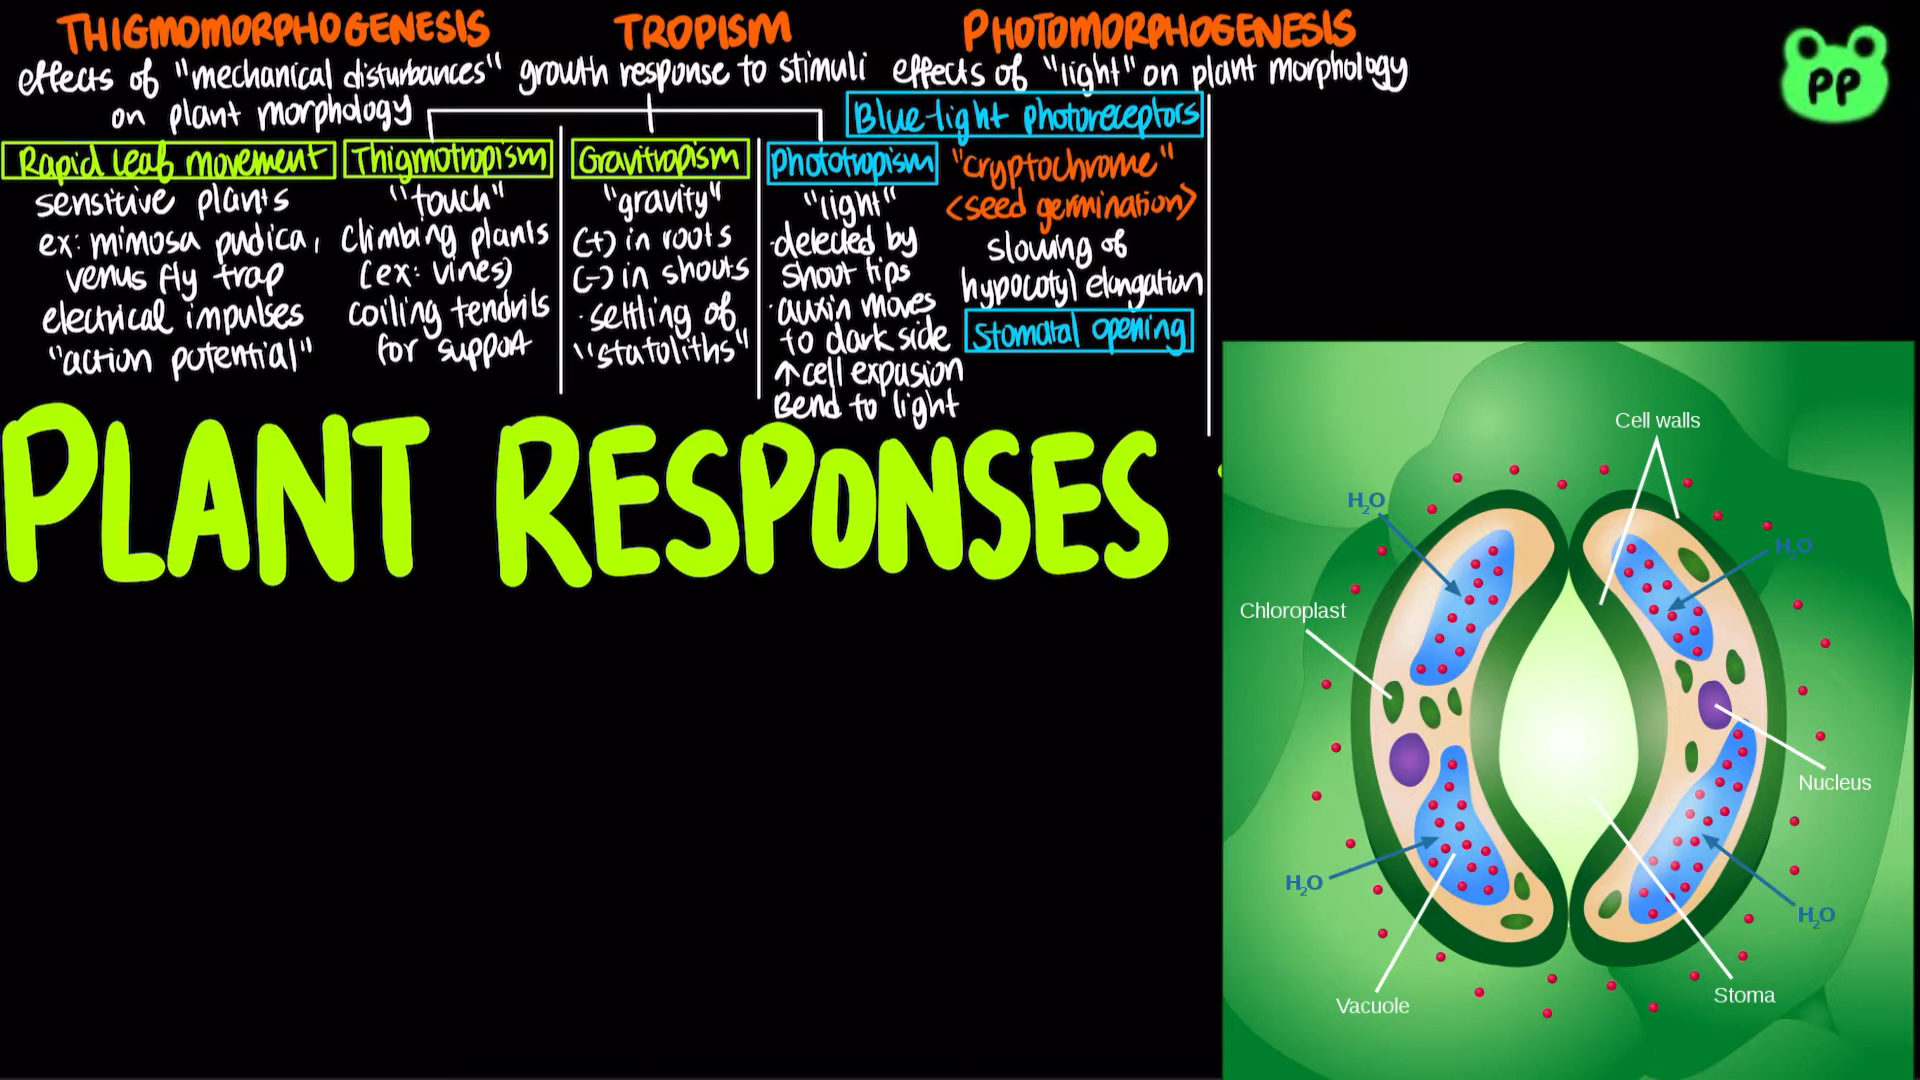 THIGMOMORPHOGENESIS
effects of "mechanical disturbances"
on plant morphology
Rapid leaf movement
sensitive plants
ex: mimosa pudica,
venus fly trap
electrical impulses
"action potential"
TROPISM
growth response to stimuli
Thigmotropism
"touch"
climbing plants
(ex: vines)
coiling tendrils
for support
Gravitropism
"gravity"
(+) in roots
(-) in shoots
· settling of
"statoliths"
Phototropism
"light"
·detected by
shoot tips
·auxin moves
to dark side
↑cell expasion
Bend to light
PHOTOMORPHOGENESIS
effects of "light" on plant morphology
Blue-light photoreceptors
"cryptochrome"
<seed germination>
slowing of
hypocotyl elongation
Stomatal opening
PP
PLANT RESPONSES
Cell walls
H2O
H2O
Chloroplast
Nucleus
H2O
H2O
Vacuole
Stoma